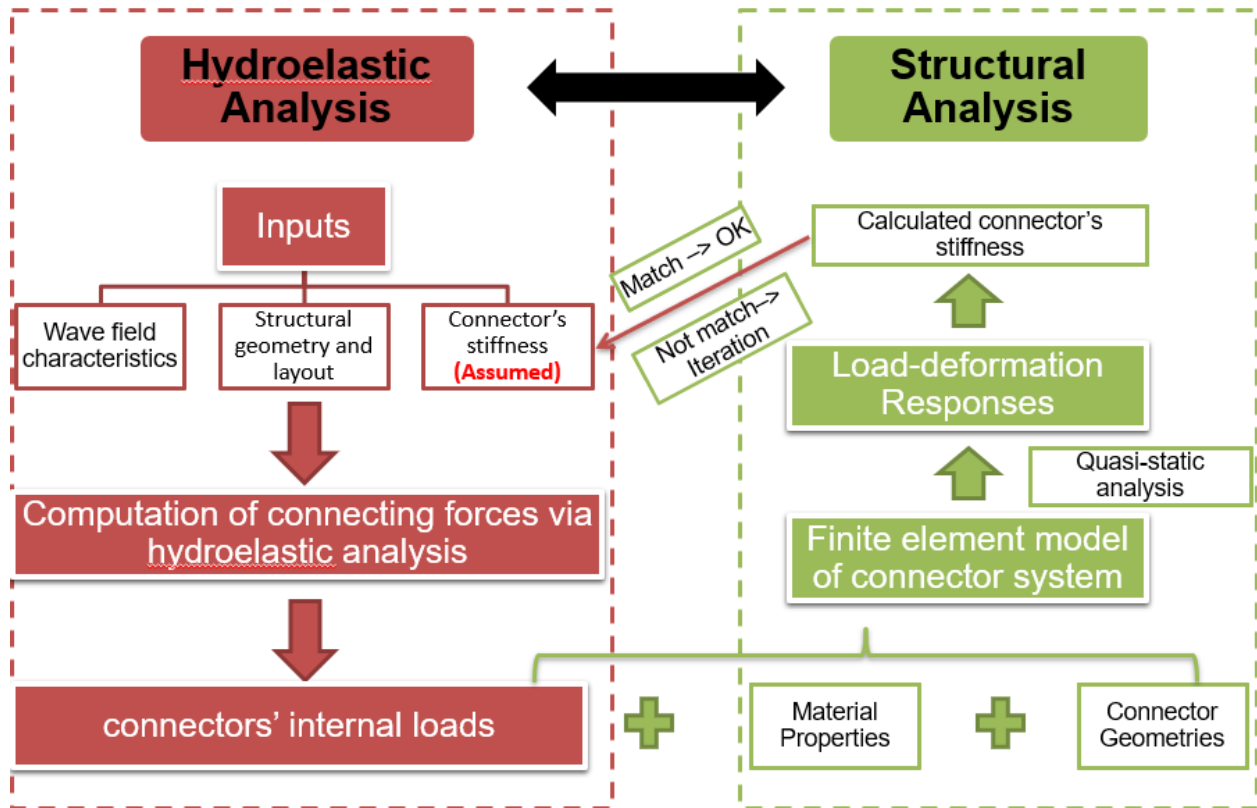 Hydroelastic
Analysis
Structural
Analysis
Inputs
Wave field
characteristics
Structural
geometry and
layout
Connector's
stiffness
(Assumed)
Match –> OK
Not match–>
Iteration
Calculated connector's
stiffness
Load-deformation
Responses
Quasi-static
analysis
Computation of connecting forces via
hydroelastic analysis
Finite element model
of connector system
connectors' internal loads
Material
Properties
Connector
Geometries